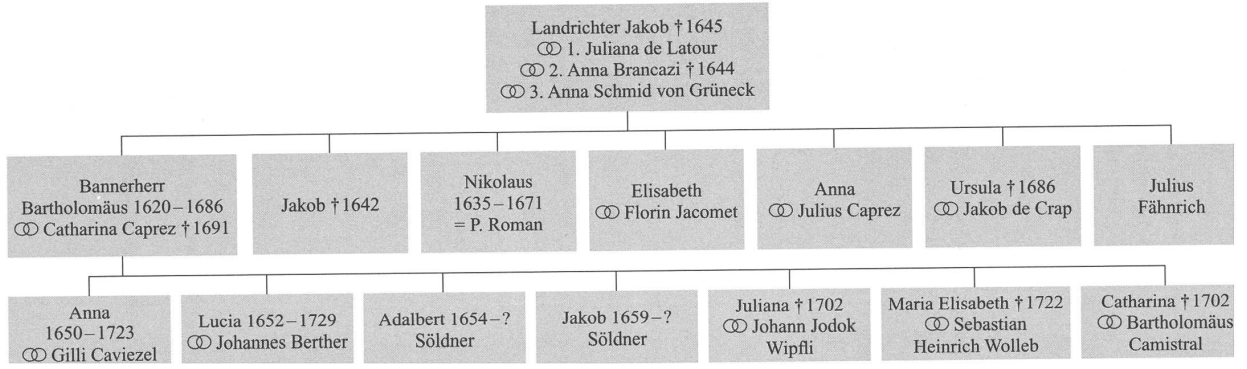 Landrichter Jakob †1645
⚭ 1. Juliana de Latour
⚭ 2. Anna Brancazi †1644
⚭ 3. Anna Schmid von Grüneck
Bannerherr
Bartholomäus 1620–1686
⚭ Catharina Caprez †1691
Jakob †1642
Nikolaus
1635–1671
= P. Roman
Elisabeth
⚭ Florin Jacomet
Anna
⚭ Julius Caprez
Ursula †1686
⚭ Jakob de Crap
Julius
Fähnrich
Anna
1650–1723
⚭ Gilli Caviezel
Lucia 1652–1729
⚭ Johannes Berther
Adalbert 1654–?
Söldner
Jakob 1659–?
Söldner
Juliana †1702
⚭ Johann Jodok
Wipfli
Maria Elisabeth †1722
⚭ Sebastian
Heinrich Wolleb
Catharina †1702
⚭ Bartholomäus
Camistral